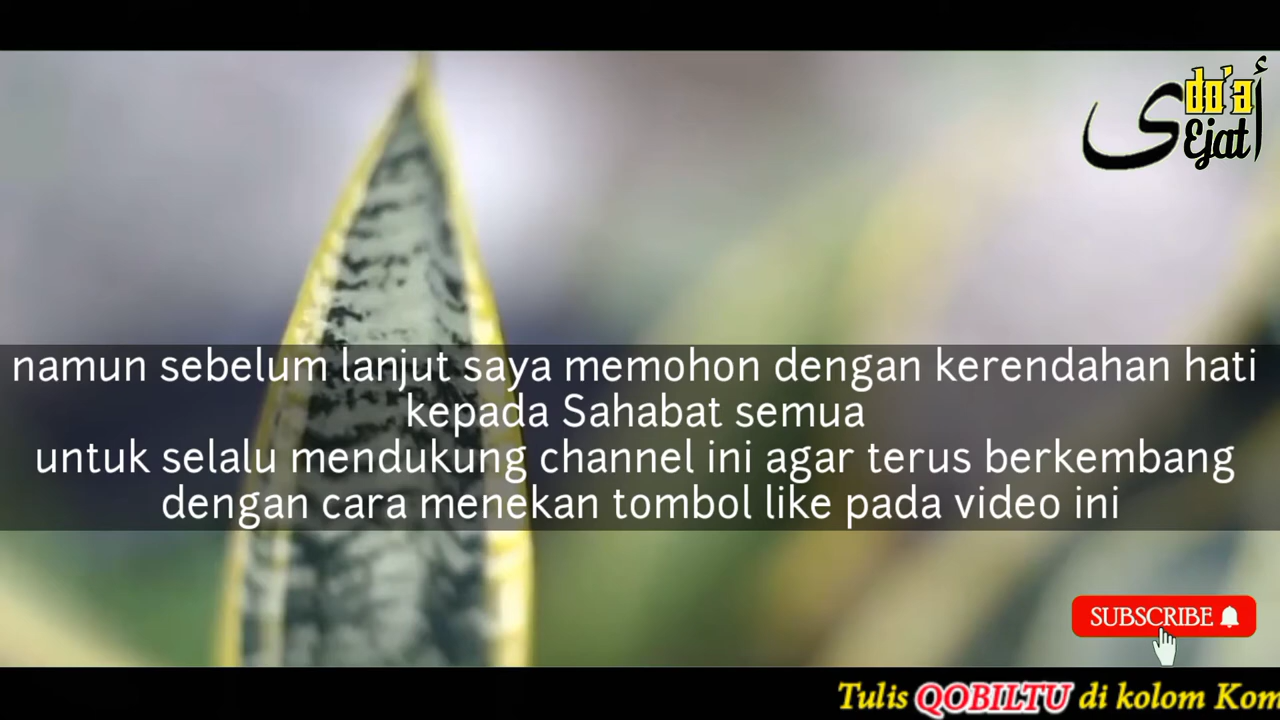 do'a
Ejat
أ
ى
namun sebelum lanjut saya memohon dengan kerendahan hati
kepada Sahabat semua
untuk selalu mendukung channel ini agar terus berkembang
dengan cara menekan tombol like pada video ini
SUBSCRIBE
Tulis QOBILTU di kolom Kom